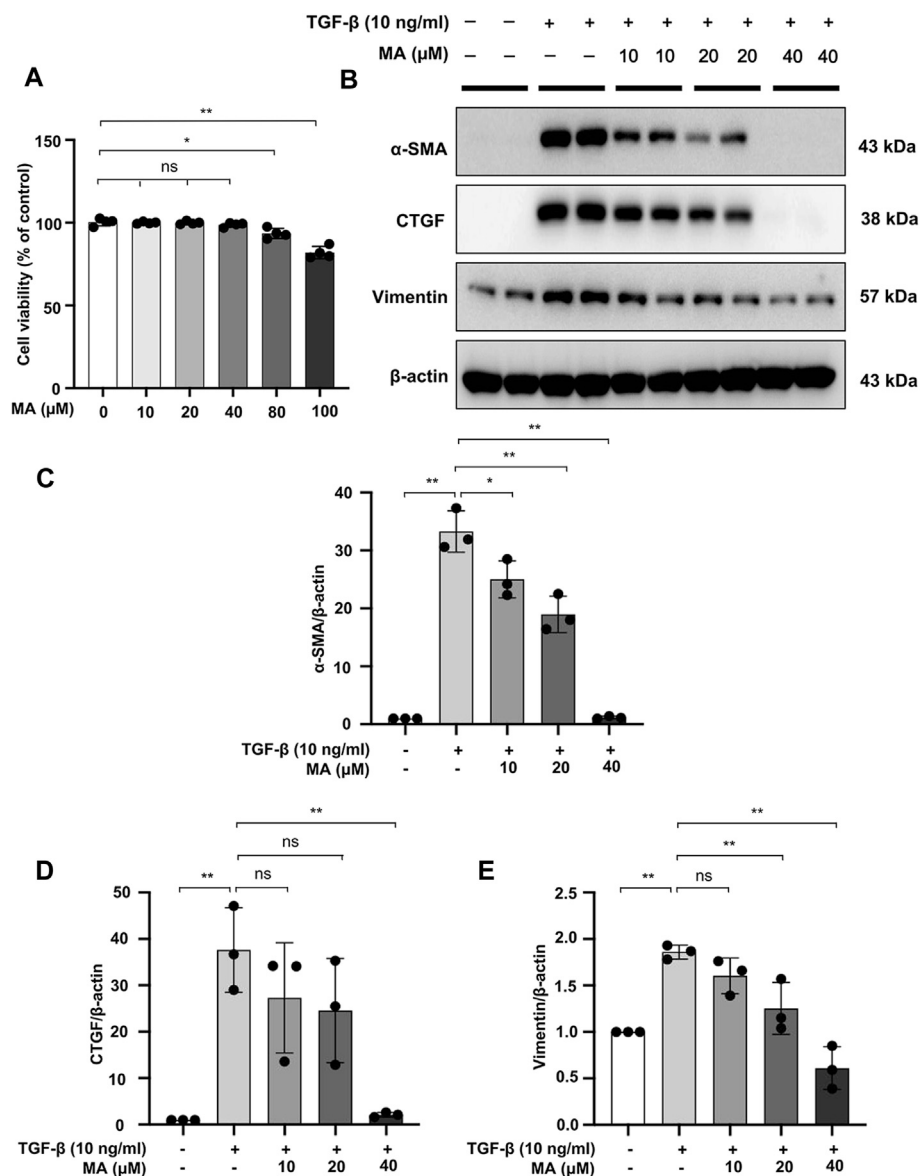 TGF-β (10 ng/ml) – – + + + + + + + +
MA (μM) – – – – 10 10 20 20 40 40
A
B
**
*
ns
150
100
50
0
Cell viability (% of control)
MA (μM) 0 10 20 40 80 100
α-SMA 43 kDa
CTGF 38 kDa
Vimentin 57 kDa
β-actin 43 kDa
C
**
**
** *
40
30
20
10
0
α-SMA/β-actin
TGF-β (10 ng/ml) - + + + +
MA (μM) - - 10 20 40
D
**
ns
** ns
50
40
30
20
10
0
CTGF/β-actin
TGF-β (10 ng/ml) - + + + +
MA (μM) - - 10 20 40
E
**
**
** ns
2.5
2.0
1.5
1.0
0.5
0.0
Vimentin/β-actin
TGF-β (10 ng/ml) - + + + +
MA (μM) - - 10 20 40